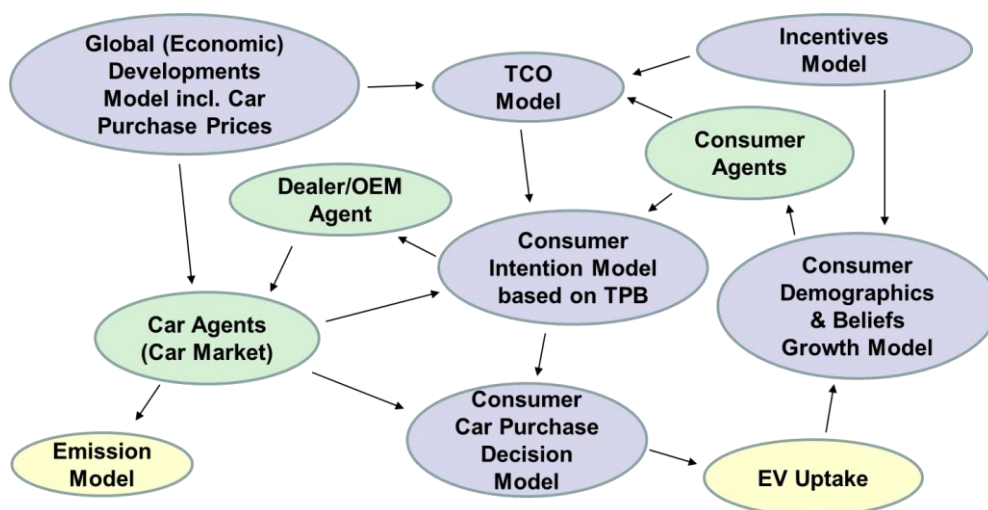 Global (Economic)
Developments
Model incl. Car
Purchase Prices
TCO
Model
Incentives
Model
Consumer
Agents
Dealer/OEM
Agent
Consumer
Intention Model
based on TPB
Consumer
Demographics
& Beliefs
Growth Model
Car Agents
(Car Market)
Consumer
Car Purchase
Decision
Model
Emission
Model
EV Uptake